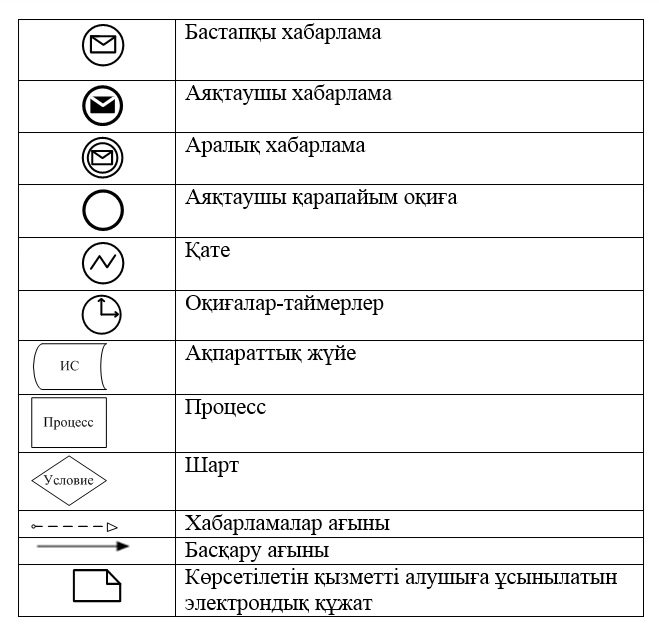 Бастапқы хабарлама
Аяқтаушы хабарлама
Аралық хабарлама
Аяқтаушы қарапайым оқиға
Қате
Оқиғалар-таймерлер
ИС
Ақпараттық жүйе
Процесс
Процесс
Условие
Шарт
Хабарламалар ағыны
Басқару ағыны
Көрсетілетін қызметті алушыға ұсынылатын
электрондық құжат